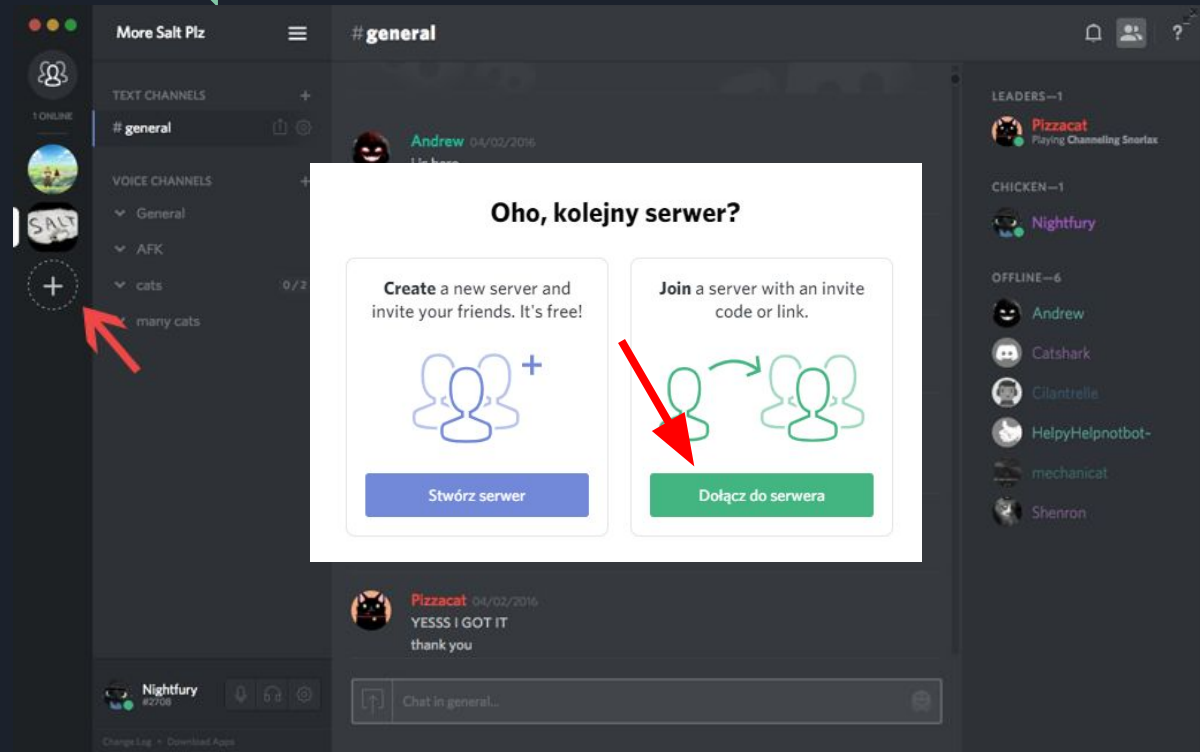 More Salt Plz
#general
?
1 ONLINE
TEXT CHANNELS +
# general
VOICE CHANNELS +
General
AFK
cats 0/2
many cats
SALT
+
Andrew 04/02/2016
Oho, kolejny serwer?
Create a new server and
invite your friends. It's free!
Stwórz serwer
Join a server with an invite
code or link.
Dołącz do serwera
Pizzacat 04/02/2016
YESSS I GOT IT
thank you
Chat in general...
Nightfury
#2708
Change Log • Download Apps
LEADERS—1
Pizzacat
Playing Channeling Snorlax
CHICKEN—1
Nightfury
OFFLINE—6
Andrew
Catshark
Cilantrelle
HelpyHelpnotbot-
mechanicat
Shenron